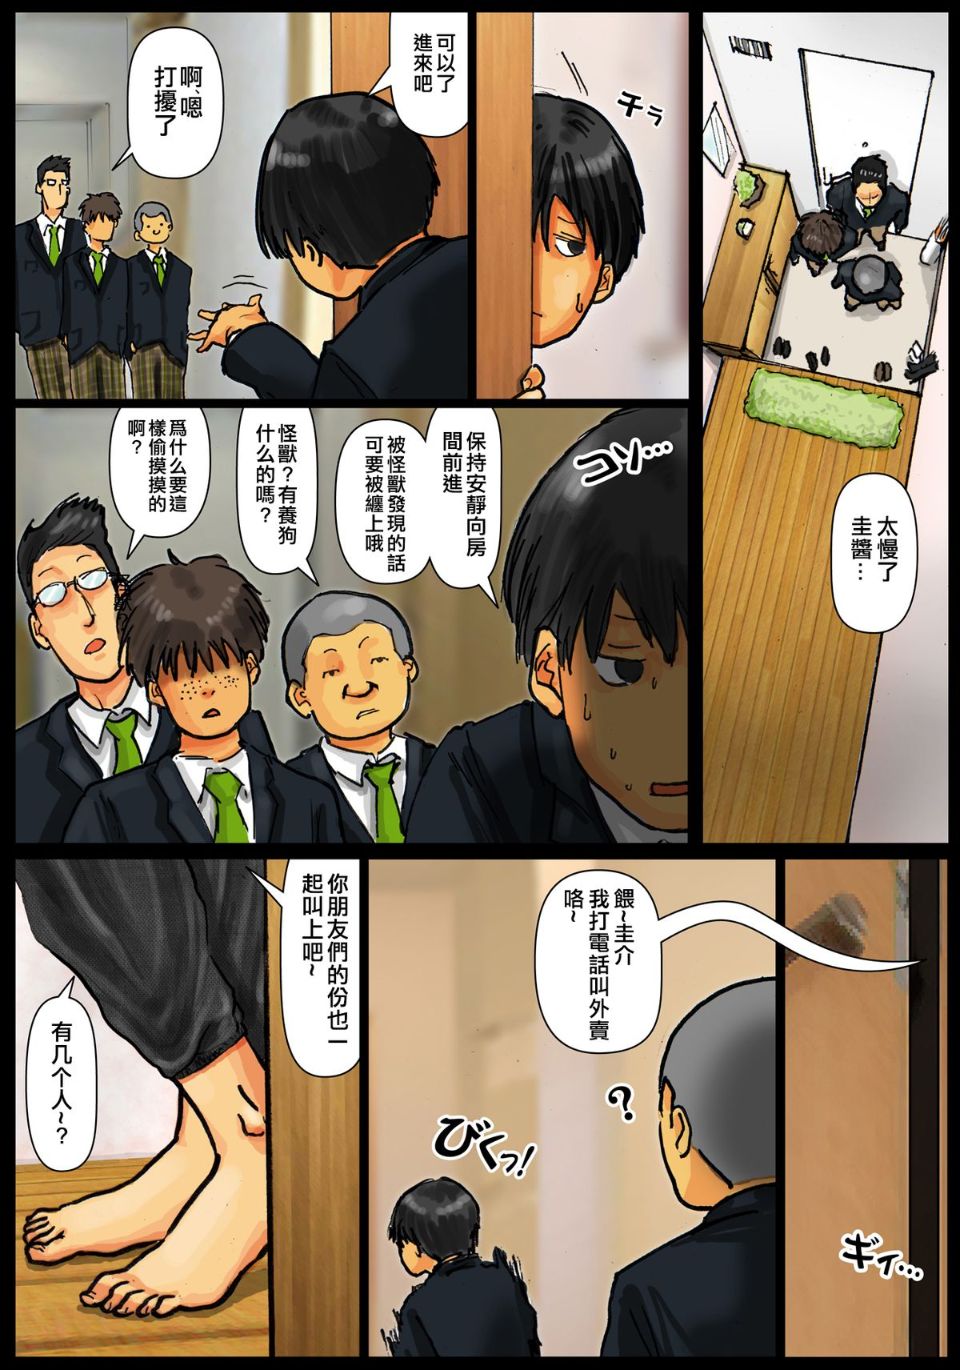 太慢了
圭醬…
チラ
可以了
進來吧
啊、嗯
打擾了
コソ…
保持安靜向房
間前進
被怪獸發現的話
可要被纏上哦
怪獸？有養狗
什么的嗎？
爲什么要這
樣偷摸摸的
啊？
ギィ…
餵~圭介
我打電話叫外賣
咯~
?
びくっ!
你朋友們的份也一
起叫上吧~
有几个人~？